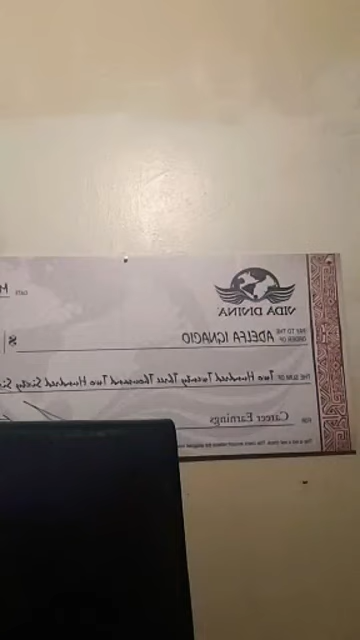 VIDA DIVINA
DATE M
PAY TO THE ORDER OF ADELFA IGNACIO $
THE SUM OF Two Hundred Twenty Three Thousand Two Hundred Sixty Si
FOR Career Earnings